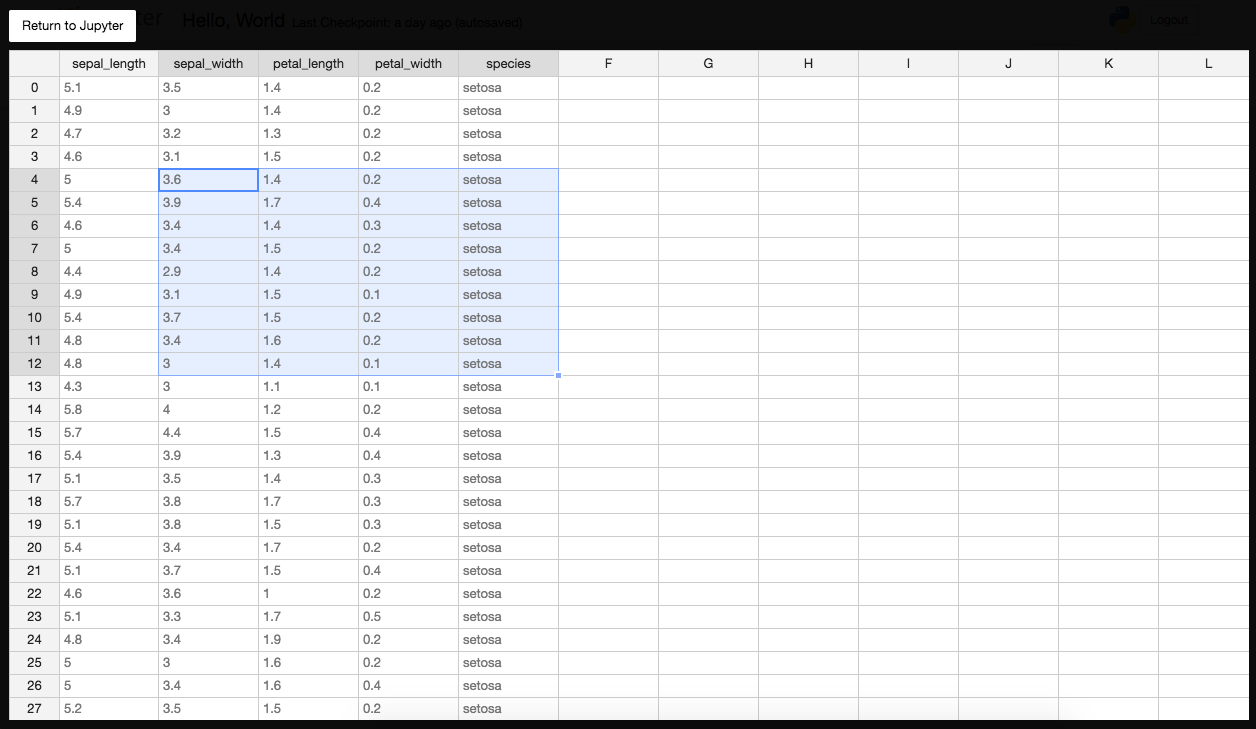 er Hello, World Last Checkpoint: a day ago (autosaved) Logout
Return to Jupyter
sepal_length sepal_width petal_length petal_width species F G H I J K L
0 5.1 3.5 1.4 0.2 setosa
1 4.9 3 1.4 0.2 setosa
2 4.7 3.2 1.3 0.2 setosa
3 4.6 3.1 1.5 0.2 setosa
4 5 3.6 1.4 0.2 setosa
5 5.4 3.9 1.7 0.4 setosa
6 4.6 3.4 1.4 0.3 setosa
7 5 3.4 1.5 0.2 setosa
8 4.4 2.9 1.4 0.2 setosa
9 4.9 3.1 1.5 0.1 setosa
10 5.4 3.7 1.5 0.2 setosa
11 4.8 3.4 1.6 0.2 setosa
12 4.8 3 1.4 0.1 setosa
13 4.3 3 1.1 0.1 setosa
14 5.8 4 1.2 0.2 setosa
15 5.7 4.4 1.5 0.4 setosa
16 5.4 3.9 1.3 0.4 setosa
17 5.1 3.5 1.4 0.3 setosa
18 5.7 3.8 1.7 0.3 setosa
19 5.1 3.8 1.5 0.3 setosa
20 5.4 3.4 1.7 0.2 setosa
21 5.1 3.7 1.5 0.4 setosa
22 4.6 3.6 1 0.2 setosa
23 5.1 3.3 1.7 0.5 setosa
24 4.8 3.4 1.9 0.2 setosa
25 5 3 1.6 0.2 setosa
26 5 3.4 1.6 0.4 setosa
27 5.2 3.5 1.5 0.2 setosa